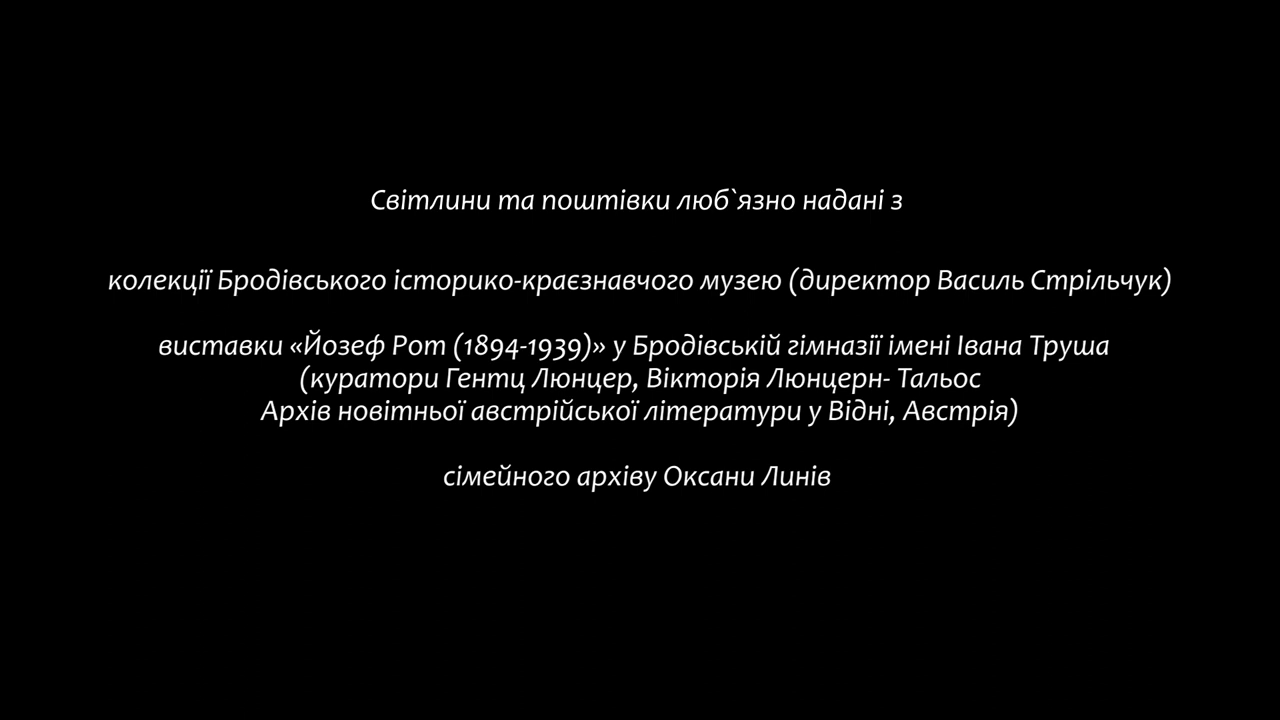 Світлини та поштівки люб`язно надані з
колекції Бродівського історико-краєзнавчого музею (директор Василь Стрільчук)
виставки «Йозеф Рот (1894-1939)» у Бродівській гімназії імені Івана Труша
(куратори Гентц Люнцер, Вікторія Люнцерн- Тальос
Архів новітньої австрійської літератури у Відні, Австрія)
сімейного архіву Оксани Линів